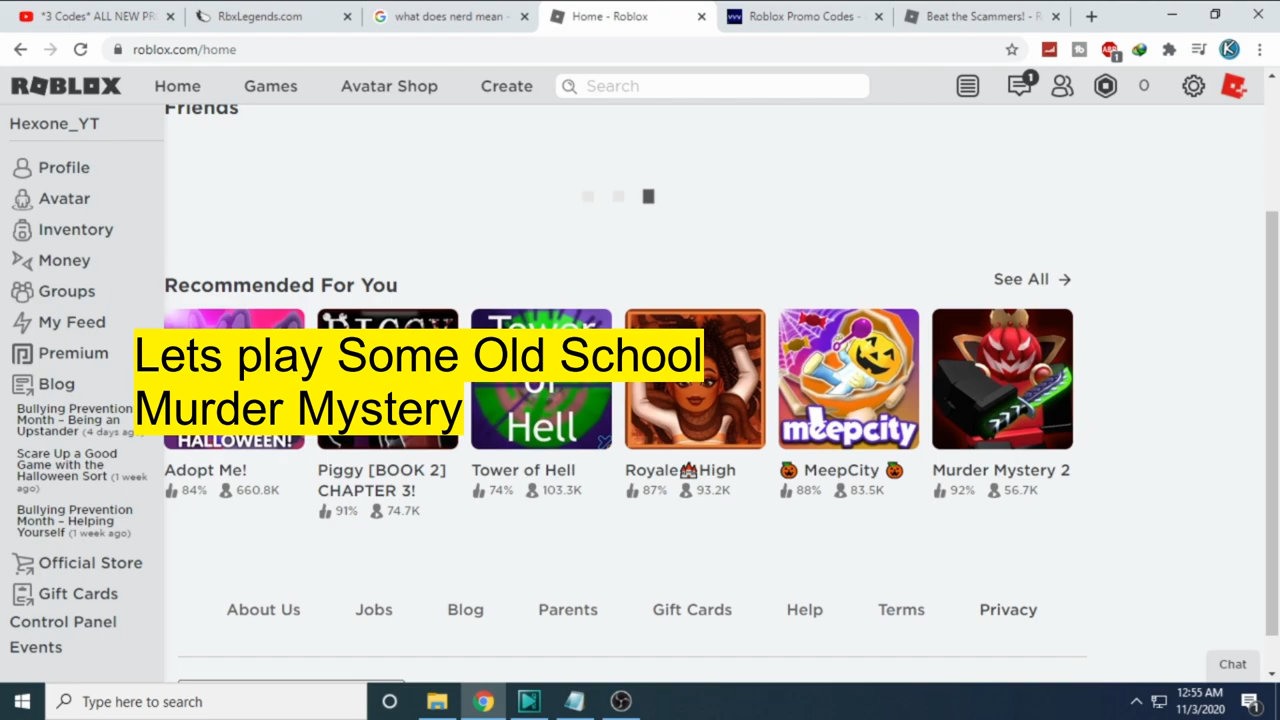 *3 Codes* ALL NEW PR
RbxLegends.com
what does nerd mean -
Home - Roblox
Roblox Promo Codes -
Beat the Scammers! - R
roblox.com/home
ABP
1
K
ROBLOX
Home
Games
Avatar Shop
Create
Search
1
0
Hexone_YT
Profile
Avatar
Inventory
Money
Groups
My Feed
Premium
Blog
Bullying Prevention
Month – Being an
Upstander (4 days ago)
Scare Up a Good
Game with the
Halloween Sort (1 week
ago)
Bullying Prevention
Month – Helping
Yourself (1 week ago)
Official Store
Gift Cards
Control Panel
Events
Friends
Recommended For You
See All →
Lets play Some Old School
Murder Mystery
HALLOWEEN!
PIGGY
Tower
of
Hell
meepcity
Adopt Me!
84% 660.8K
Piggy [BOOK 2]
CHAPTER 3!
91% 74.7K
Tower of Hell
74% 103.3K
Royale🏰High
87% 93.2K
🎃 MeepCity 🎃
88% 83.5K
Murder Mystery 2
92% 56.7K
About Us
Jobs
Blog
Parents
Gift Cards
Help
Terms
Privacy
Chat
Type here to search
12:55 AM
11/3/2020
1